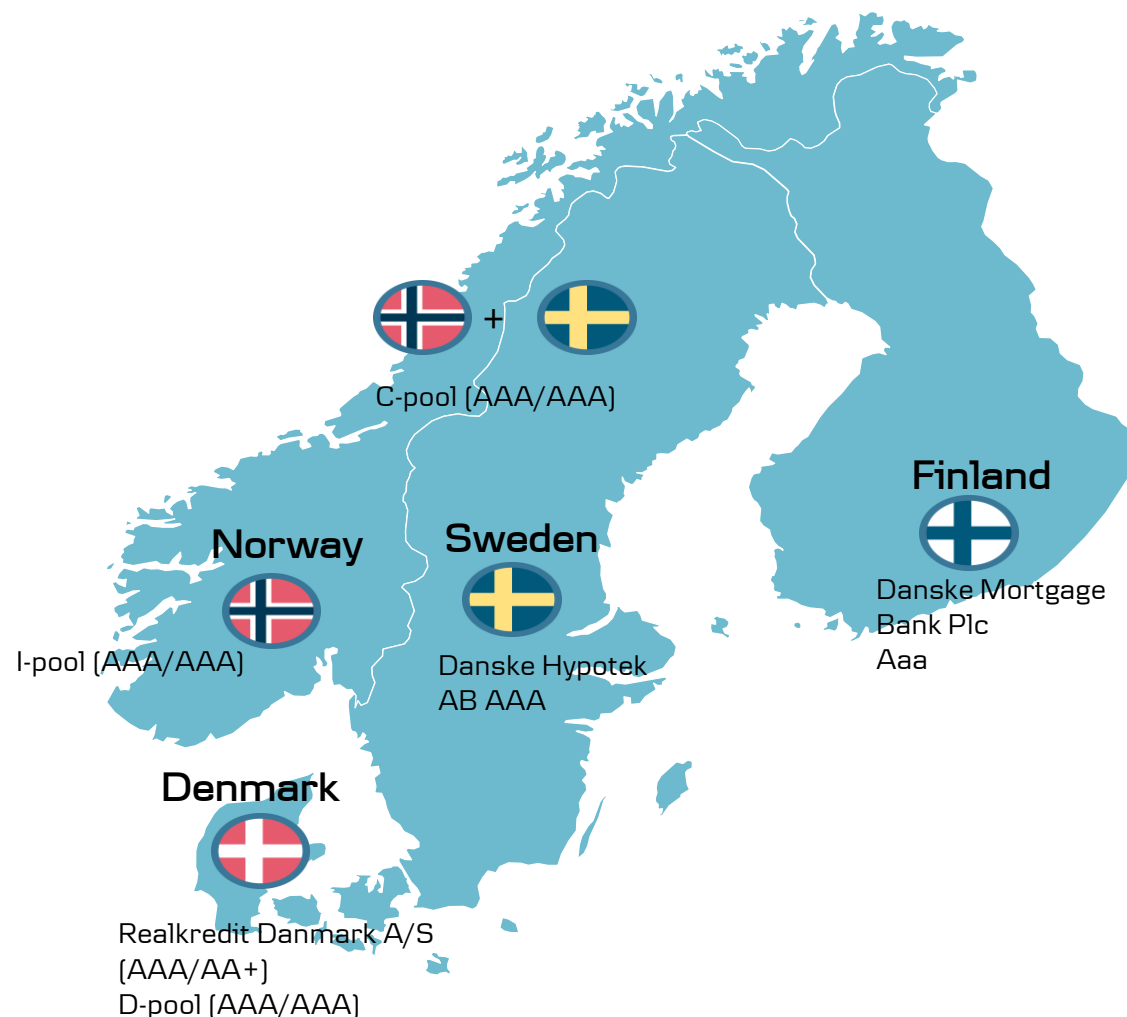 +
C-pool (AAA/AAA)
Finland
Danske Mortgage
Bank Plc
Aaa
Norway
I-pool (AAA/AAA)
Sweden
Danske Hypotek
AB AAA
Denmark
Realkredit Danmark A/S
(AAA/AA+)
D-pool (AAA/AAA)